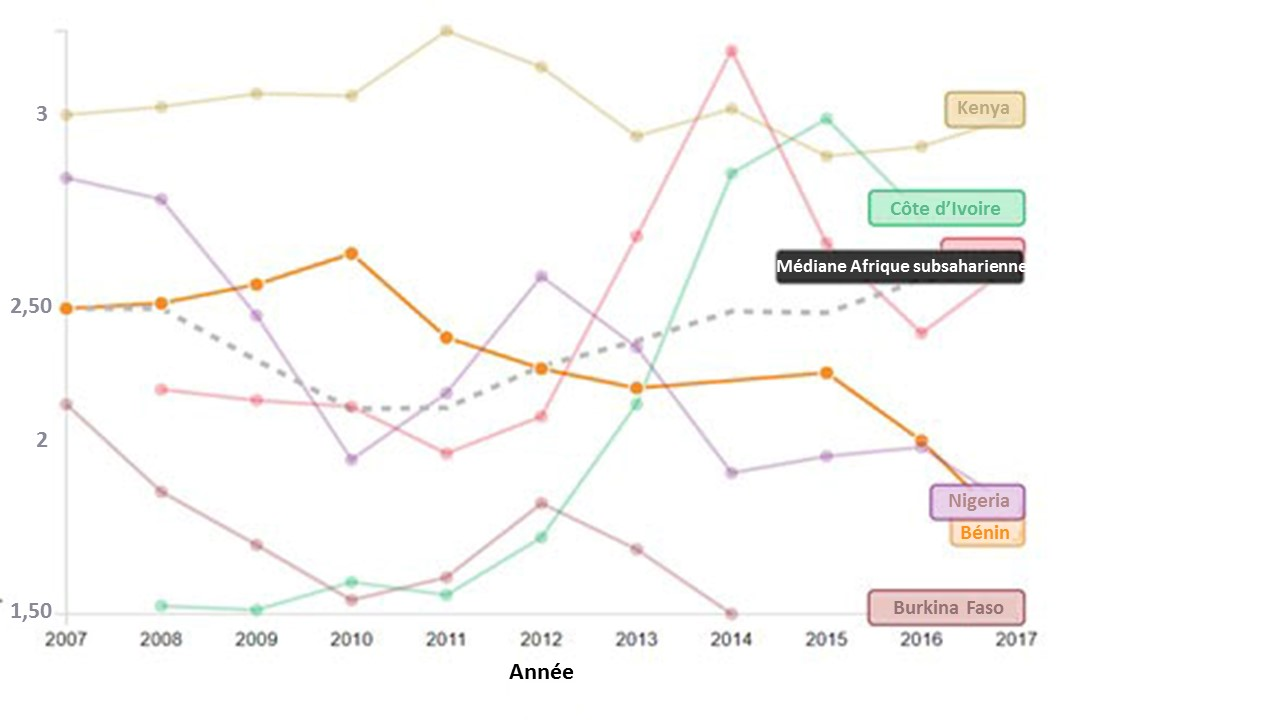 3
Kenya
Côte d’Ivoire
Médiane Afrique subsaharienne
2,50
2
Nigeria
Bénin
1,50
Burkina Faso
2007 2008 2009 2010 2011 2012 2013 2014 2015 2016 2017
Année